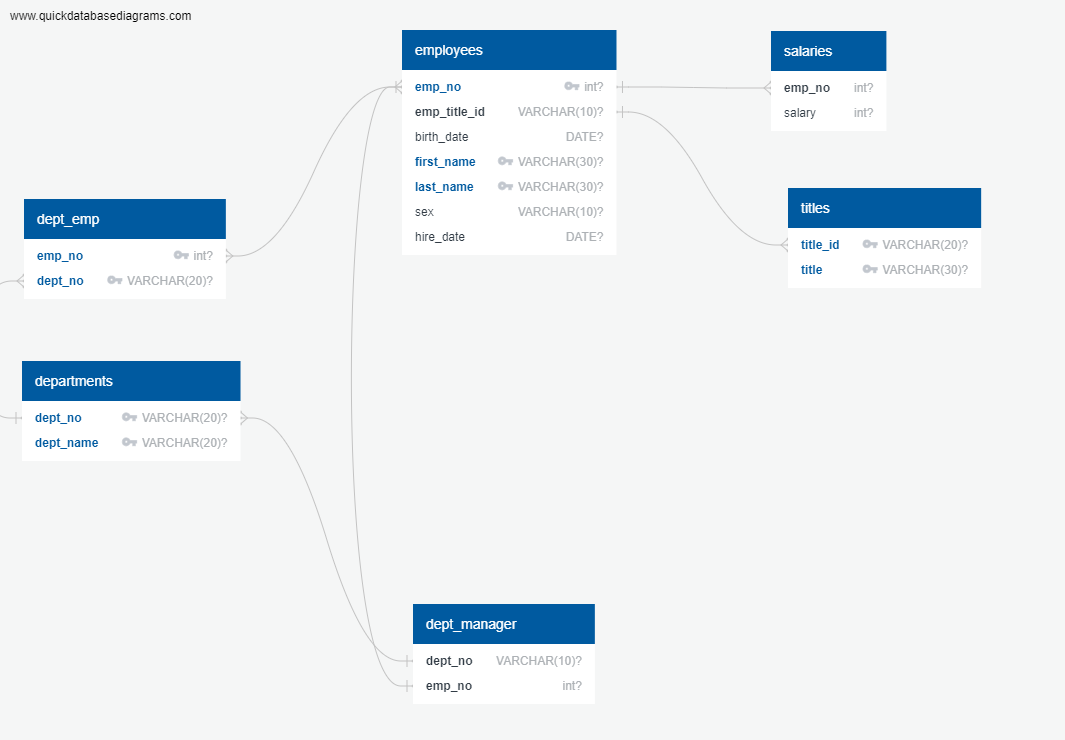 www.quickdatabasediagrams.com
employees
emp_no int?
emp_title_id VARCHAR(10)?
birth_date DATE?
first_name VARCHAR(30)?
last_name VARCHAR(30)?
sex VARCHAR(10)?
hire_date DATE?
salaries
emp_no int?
salary int?
titles
title_id VARCHAR(20)?
title VARCHAR(30)?
dept_emp
emp_no int?
dept_no VARCHAR(20)?
departments
dept_no VARCHAR(20)?
dept_name VARCHAR(20)?
dept_manager
dept_no VARCHAR(10)?
emp_no int?